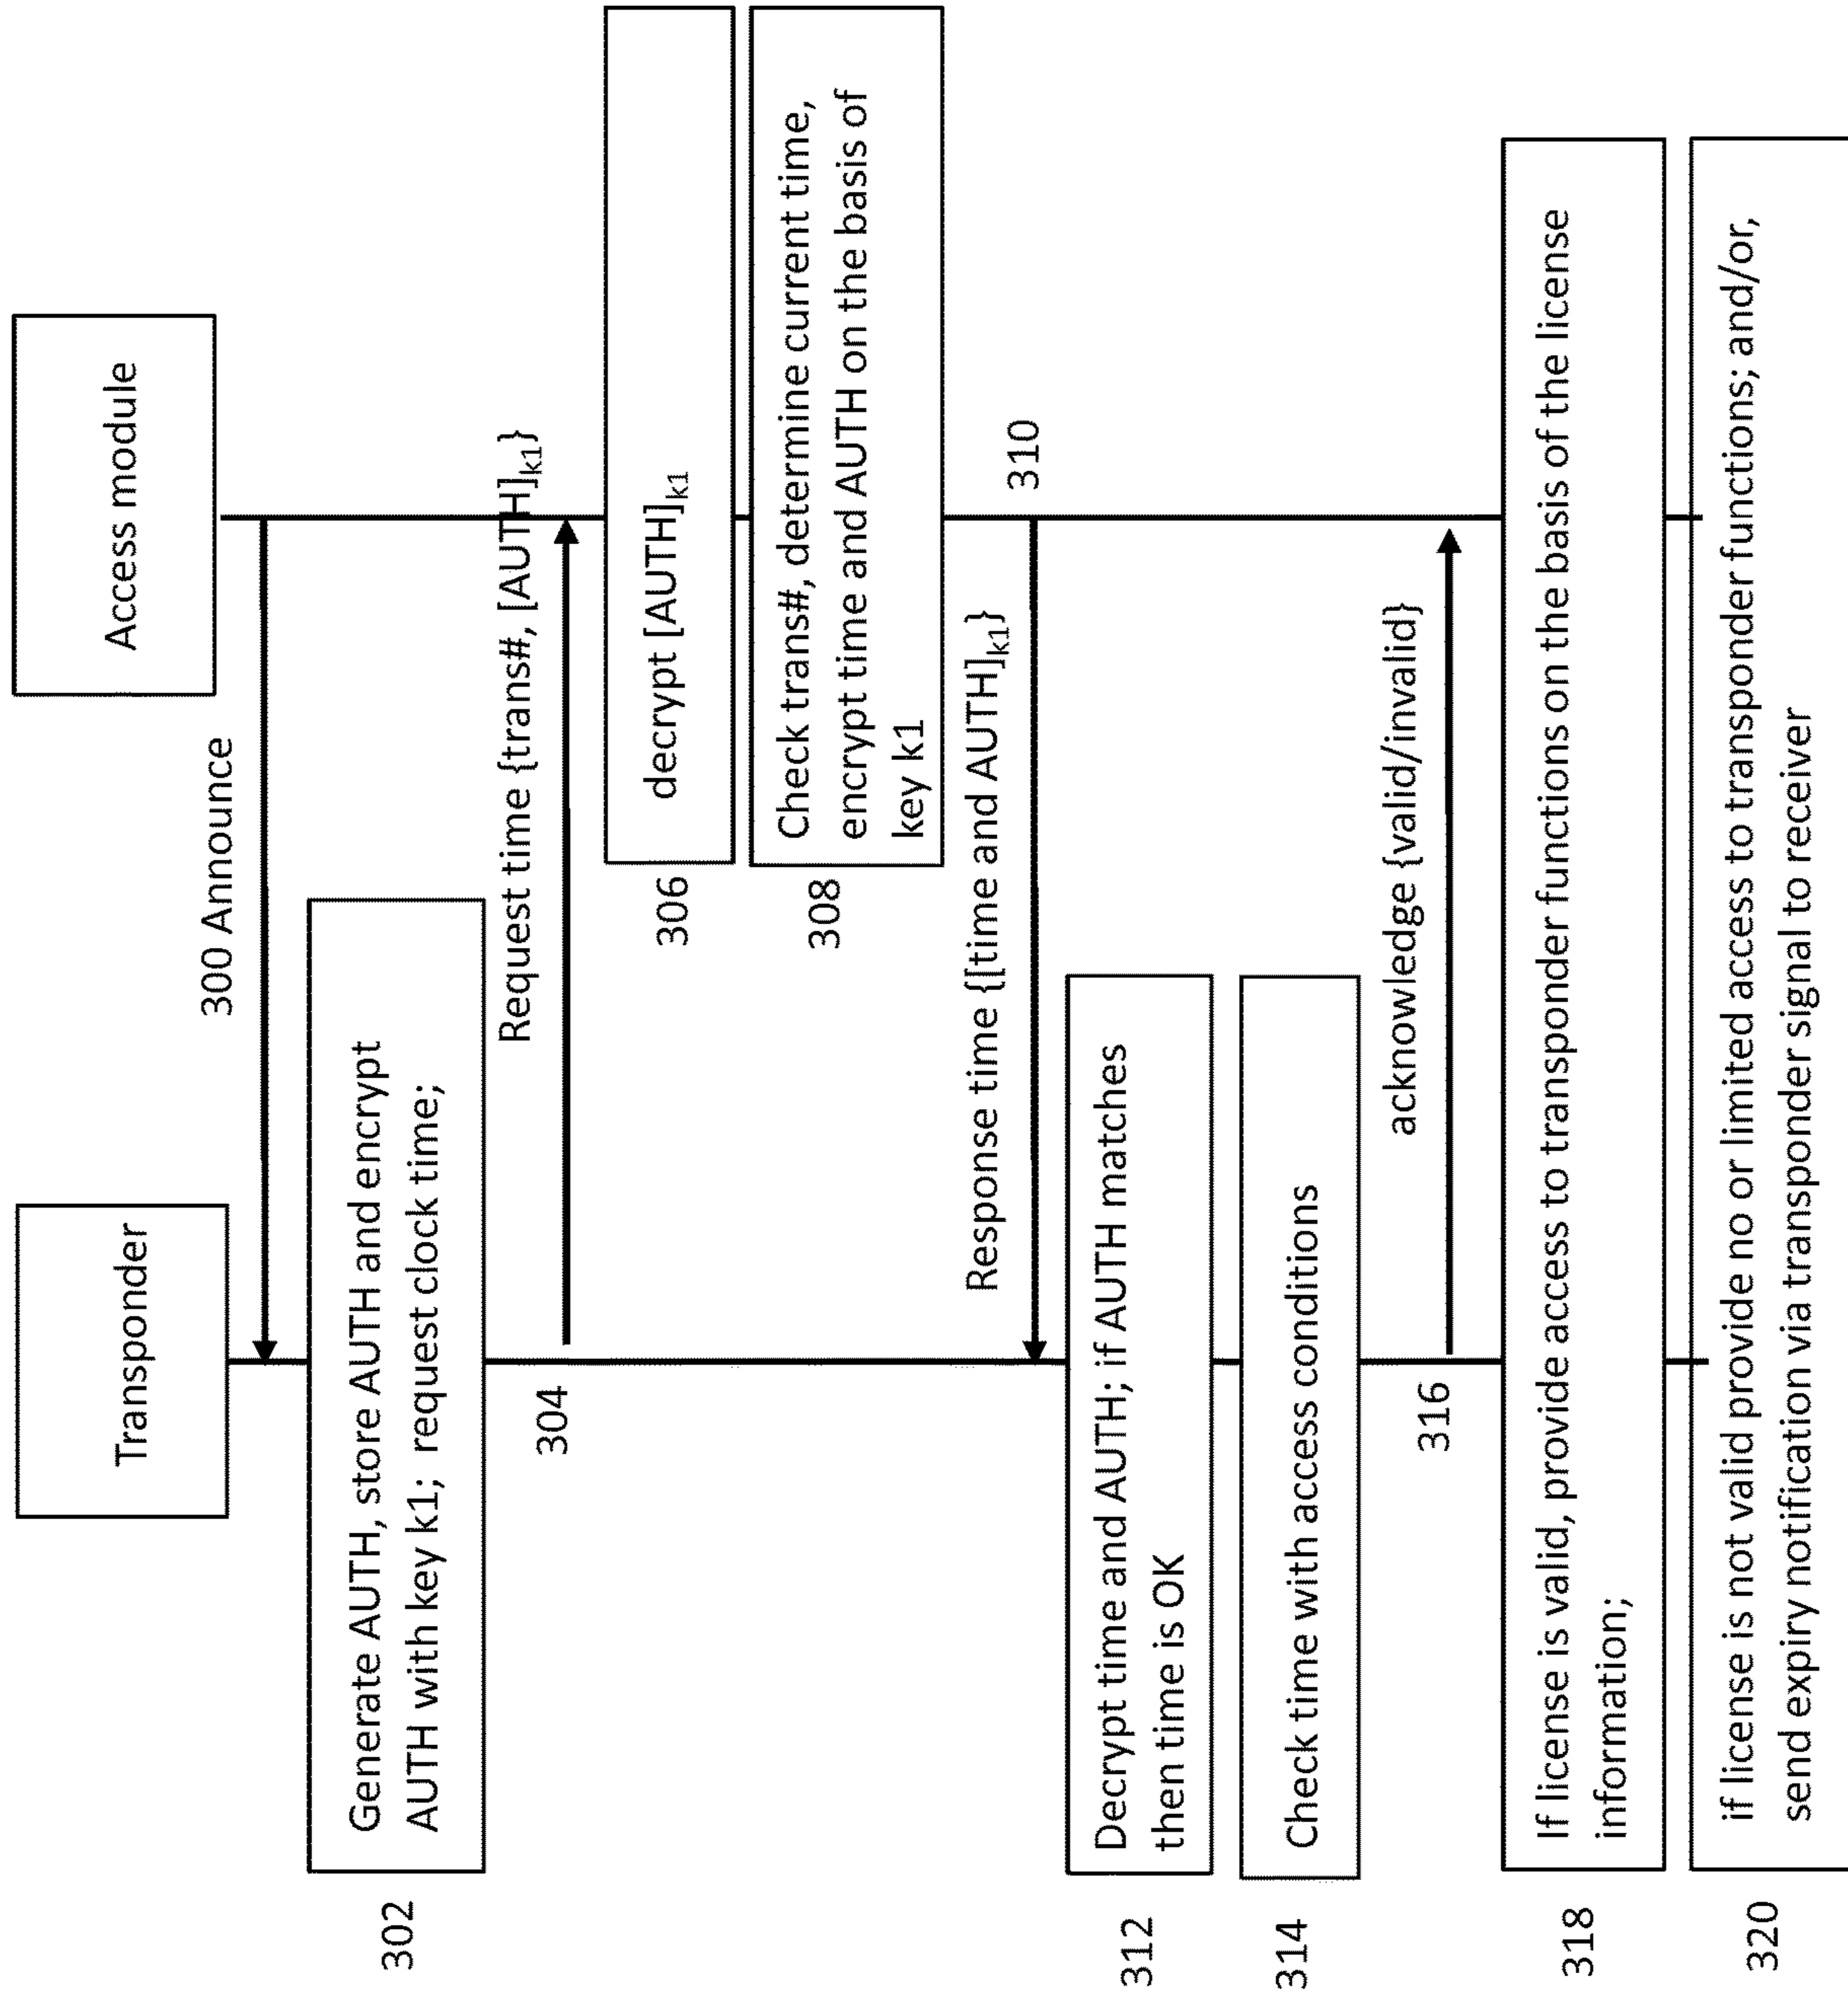 Transponder
Access module
300 Announce
302
Generate AUTH, store AUTH and encrypt
AUTH with key k1; request clock time;
Request time {trans#, [AUTH]k1}
304
306
decrypt [AUTH]k1
308
Check trans#, determine current time,
encrypt time and AUTH on the basis of
key k1
Response time {[time and AUTH]k1}
310
312
Decrypt time and AUTH; if AUTH matches
then time is OK
314
Check time with access conditions
acknowledge {valid/invalid}
316
318
If license is valid, provide access to transponder functions on the basis of the license
information;
320
if license is not valid provide no or limited access to transponder functions; and/or,
send expiry notification via transponder signal to receiver